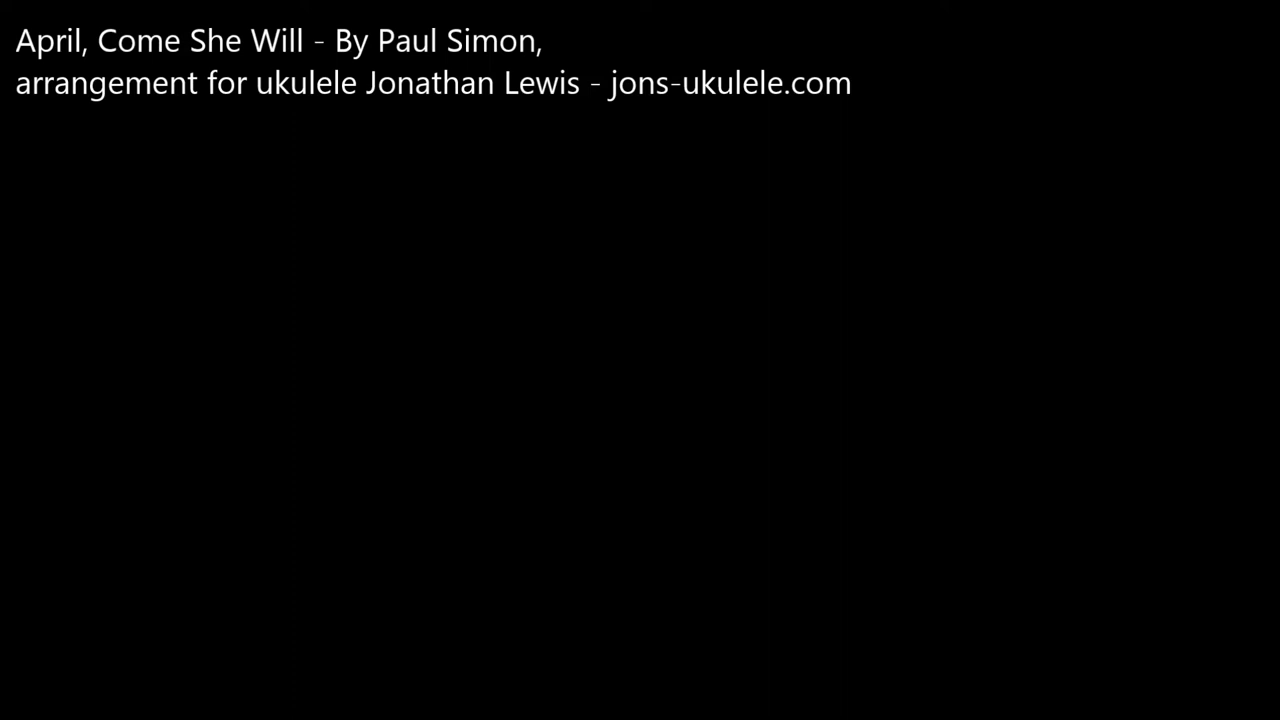 April, Come She Will - By Paul Simon,
arrangement for ukulele Jonathan Lewis - jons-ukulele.com